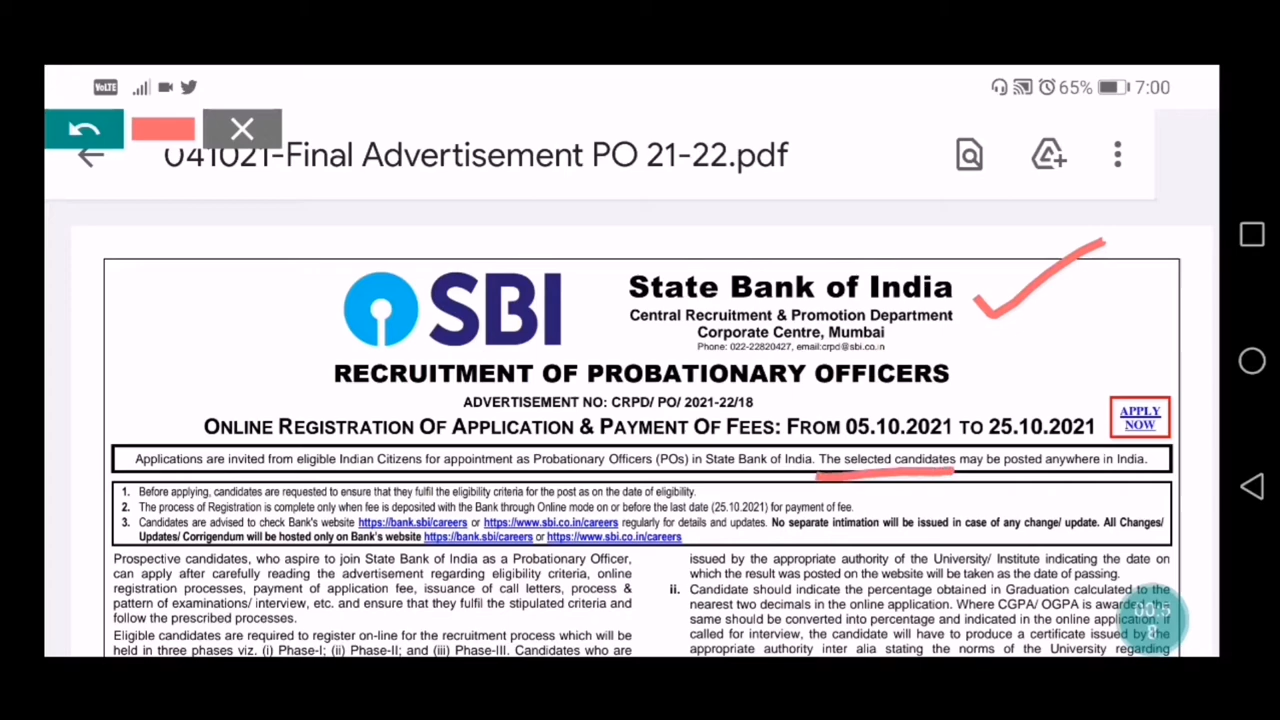 VoLTE
65% 7:00
041021-Final Advertisement PO 21-22.pdf
SBI
State Bank of India
Central Recruitment & Promotion Department
Corporate Centre, Mumbai
Phone: 022-22820427, email:crpd@sbi.co.in
RECRUITMENT OF PROBATIONARY OFFICERS
ADVERTISEMENT NO: CRPD/ PO/ 2021-22/18
ONLINE REGISTRATION OF APPLICATION & PAYMENT OF FEES: FROM 05.10.2021 TO 25.10.2021
APPLY
NOW
Applications are invited from eligible Indian Citizens for appointment as Probationary Officers (POs) in State Bank of India. The selected candidates may be posted anywhere in India.
1. Before applying, candidates are requested to ensure that they fulfil the eligibility criteria for the post as on the date of eligibility.
2. The process of Registration is complete only when fee is deposited with the Bank through Online mode on or before the last date (25.10.2021) for payment of fee.
3. Candidates are advised to check Bank's website https://bank.sbi/careers or https://www.sbi.co.in/careers regularly for details and updates. No separate intimation will be issued in case of any change/ update. All Changes/
Updates/ Corrigendum will be hosted only on Bank's website https://bank.sbi/careers or https://www.sbi.co.in/careers
Prospective candidates, who aspire to join State Bank of India as a Probationary Officer,
can apply after carefully reading the advertisement regarding eligibility criteria, online
registration processes, payment of application fee, issuance of call letters, process &
pattern of examinations/ interview, etc. and ensure that they fulfil the stipulated criteria and
follow the prescribed processes.
Eligible candidates are required to register on-line for the recruitment process which will be
held in three phases viz. (i) Phase-I; (ii) Phase-II; and (iii) Phase-III. Candidates who are
issued by the appropriate authority of the University/ Institute indicating the date on
which the result was posted on the website will be taken as the date of passing.
ii. Candidate should indicate the percentage obtained in Graduation calculated to the
nearest two decimals in the online application. Where CGPA/ OGPA is awarded, the
same should be converted into percentage and indicated in the online application. If
called for interview, the candidate will have to produce a certificate issued by the
appropriate authority inter alia stating the norms of the University regarding
00:5
8